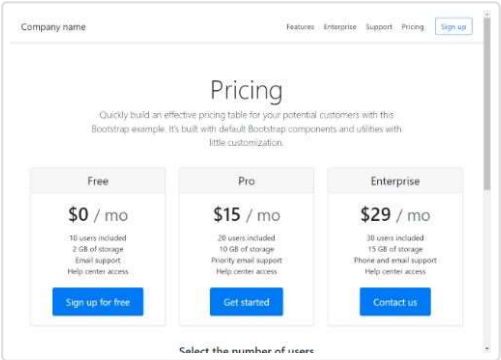 Company name
Features Enterprise Support Pricing Sign up
Pricing
Quickly build an effective pricing table for your potential customers with this
Bootstrap example. It's built with default Bootstrap components and utilities with
little customization.
Free
$0 / mo
10 users included
2 GB of storage
Email support
Help center access
Sign up for free
Pro
$15 / mo
20 users included
10 GB of storage
Priority email support
Help center access
Get started
Enterprise
$29 / mo
30 users included
15 GB of storage
Phone and email support
Help center access
Contact us
Select the number of users